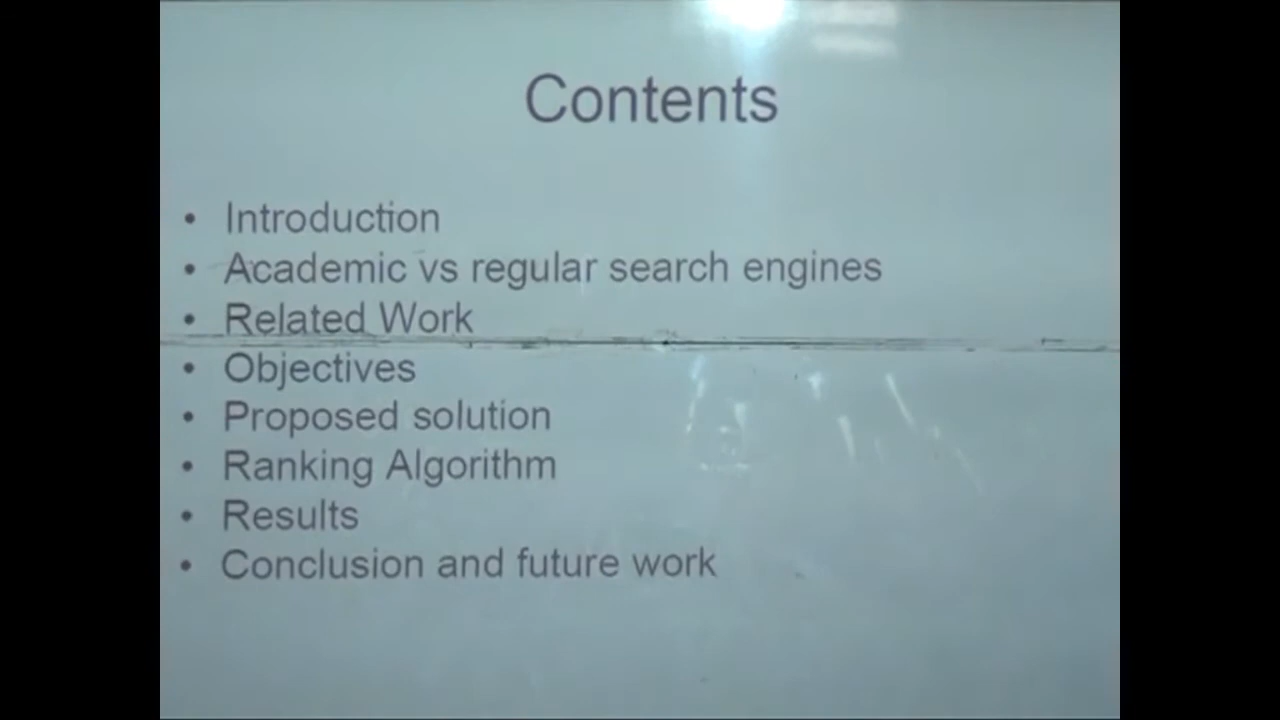 Contents
• Introduction
• Academic vs regular search engines
• Related Work
• Objectives
• Proposed solution
• Ranking Algorithm
• Results
• Conclusion and future work